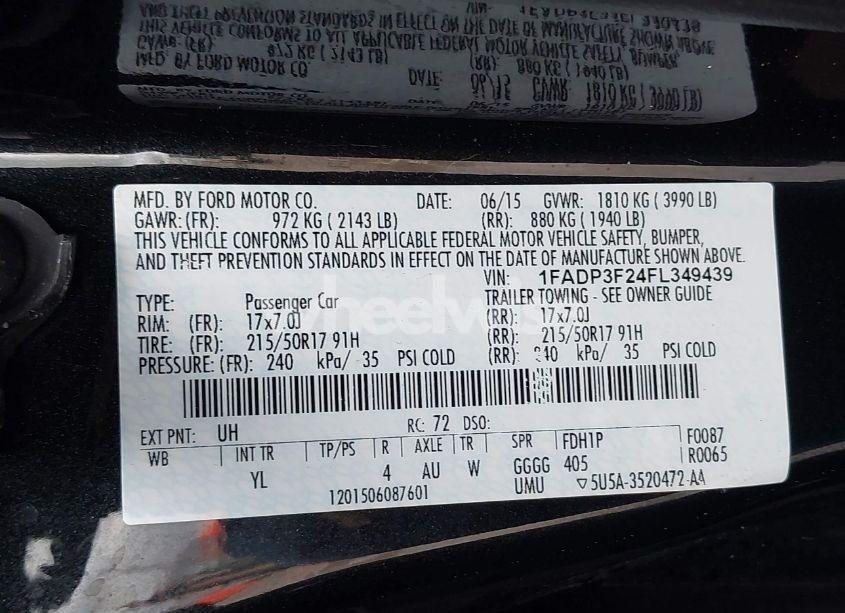 MFD. BY FORD MOTOR CO. DATE: 06/15 GVWR: 1810 KG ( 3990 LB)
GAWR: (FR): 972 KG ( 2143 LB) (RR): 880 KG ( 1940 LB)
THIS VEHICLE CONFORMS TO ALL APPLICABLE FEDERAL MOTOR VEHICLE SAFETY, BUMPER,
AND THEFT PREVENTION STANDARDS IN EFFECT ON THE DATE OF MANUFACTURE SHOWN ABOVE.
VIN: 1FADP3F24FL349439
TYPE: Passenger Car TRAILER TOWING - SEE OWNER GUIDE
RIM: (FR): 17x7.0J (RR): 17x7.0J
TIRE: (FR): 215/50R17 91H (RR): 215/50R17 91H
PRESSURE: (FR): 240 kPa/ 35 PSI COLD (RR): 240 kPa/ 35 PSI COLD
EXT PNT: UH RC: 72 DSO:
WB INT TR TP/PS R AXLE TR SPR FDH1P F0087
YL 4 AU W GGGG 405 R0065
1201506087601 UMU ▽5U5A-3520472-AA